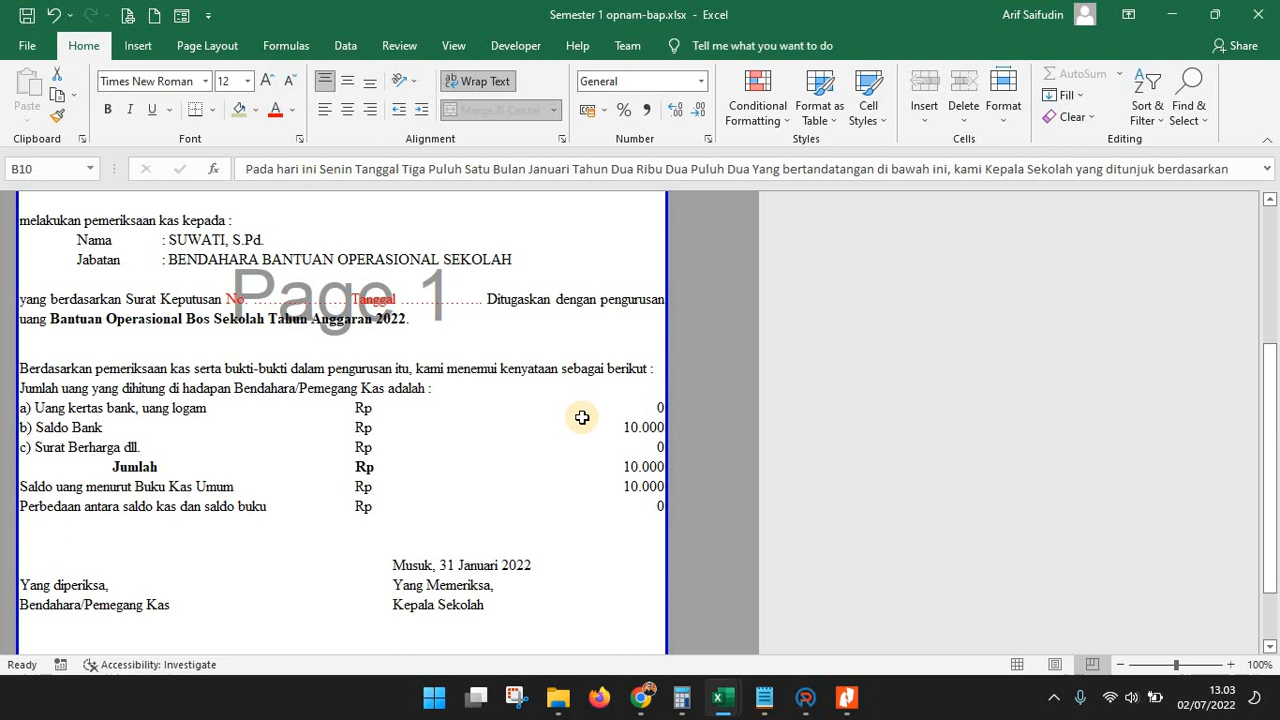 Semester 1 opnam-bap.xlsx - Excel
Arif Saifudin
File Home Insert Page Layout Formulas Data Review View Developer Help Team Tell me what you want to do Share
Paste
Times New Roman 12
B I U
Wrap Text
Merge & Center
General
Conditional Formatting
Format as Table
Cell Styles
Insert Delete Format
AutoSum
Fill
Clear
Sort & Filter
Find & Select
Clipboard Font Alignment Number Styles Cells Editing
B10 fx Pada hari ini Senin Tanggal Tiga Puluh Satu Bulan Januari Tahun Dua Ribu Dua Puluh Dua Yang bertandatangan di bawah ini, kami Kepala Sekolah yang ditunjuk berdasarkan
melakukan pemeriksaan kas kepada :
Nama : SUWATI, S.Pd.
Jabatan : BENDAHARA BANTUAN OPERASIONAL SEKOLAH
Page 1
yang berdasarkan Surat Keputusan No. ………………… Tanggal …………….. Ditugaskan dengan pengurusan
uang Bantuan Operasional Bos Sekolah Tahun Anggaran 2022.
Berdasarkan pemeriksaan kas serta bukti-bukti dalam pengurusan itu, kami menemui kenyataan sebagai berikut :
Jumlah uang yang dihitung di hadapan Bendahara/Pemegang Kas adalah :
a) Uang kertas bank, uang logam Rp 0
b) Saldo Bank Rp 10.000
c) Surat Berharga dll. Rp 0
Jumlah Rp 10.000
Saldo uang menurut Buku Kas Umum Rp 10.000
Perbedaan antara saldo kas dan saldo buku Rp 0
Musuk, 31 Januari 2022
Yang diperiksa, Yang Memeriksa,
Bendahara/Pemegang Kas Kepala Sekolah
Ready Accessibility: Investigate 100%
13.03
02/07/2022